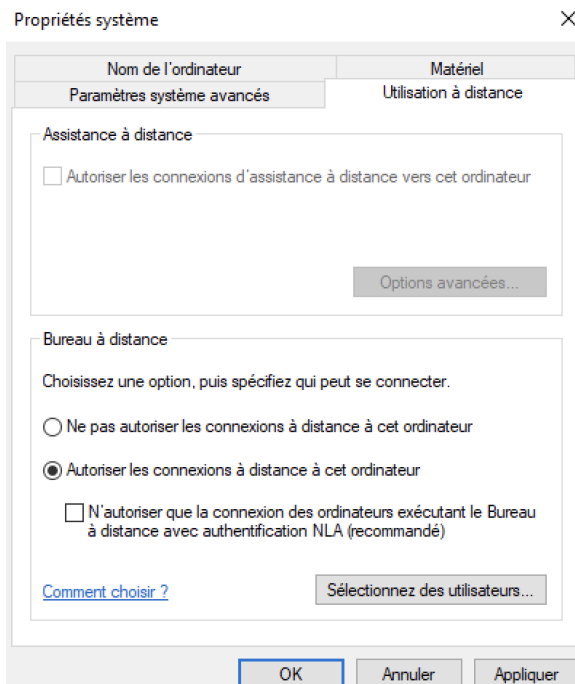 Propriétés système
Nom de l'ordinateur
Matériel
Paramètres système avancés
Utilisation à distance
Assistance à distance
Autoriser les connexions d'assistance à distance vers cet ordinateur
Options avancées...
Bureau à distance
Choisissez une option, puis spécifiez qui peut se connecter.
Ne pas autoriser les connexions à distance à cet ordinateur
Autoriser les connexions à distance à cet ordinateur
N'autoriser que la connexion des ordinateurs exécutant le Bureau
à distance avec authentification NLA (recommandé)
Comment choisir ?
Sélectionnez des utilisateurs...
OK
Annuler
Appliquer